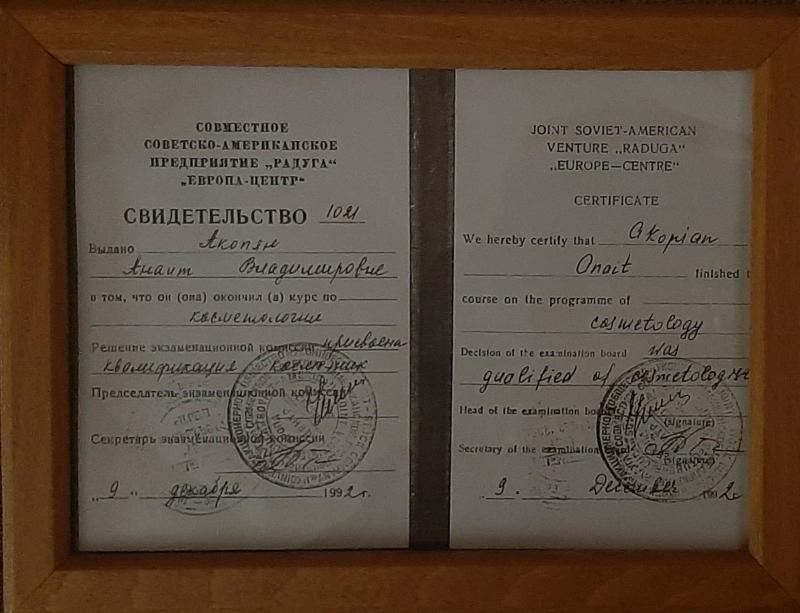 СОВМЕСТНОЕ
СОВЕТСКО-АМЕРИКАНСКОЕ
ПРЕДПРИЯТИЕ „РАДУГА“
„ЕВРОПА-ЦЕНТР“
СВИДЕТЕЛЬСТВО 1021
Выдано Акопян
Анаит Владимировне
в том, что он (она) окончил (а) курс по
косметологии
Решение экзаменационной комиссии присвоена
квалификация
Председатель экзаменационной комиссии
Секретарь экзаменационной комиссии
„ 9 „ декабря 1992 г.
JOINT SOVIET-AMERICAN
VENTURE „RADUGA“
„EUROPE—CENTRE“
CERTIFICATE
We hereby certify that Akopian
Anait finished t
course on the programme of
cosmetology
Decision of the examination board was
qualified of cosmetologist
Head of the examination board
(signature)
Secretary of the examination board
(signature)
„ 9. December 1992